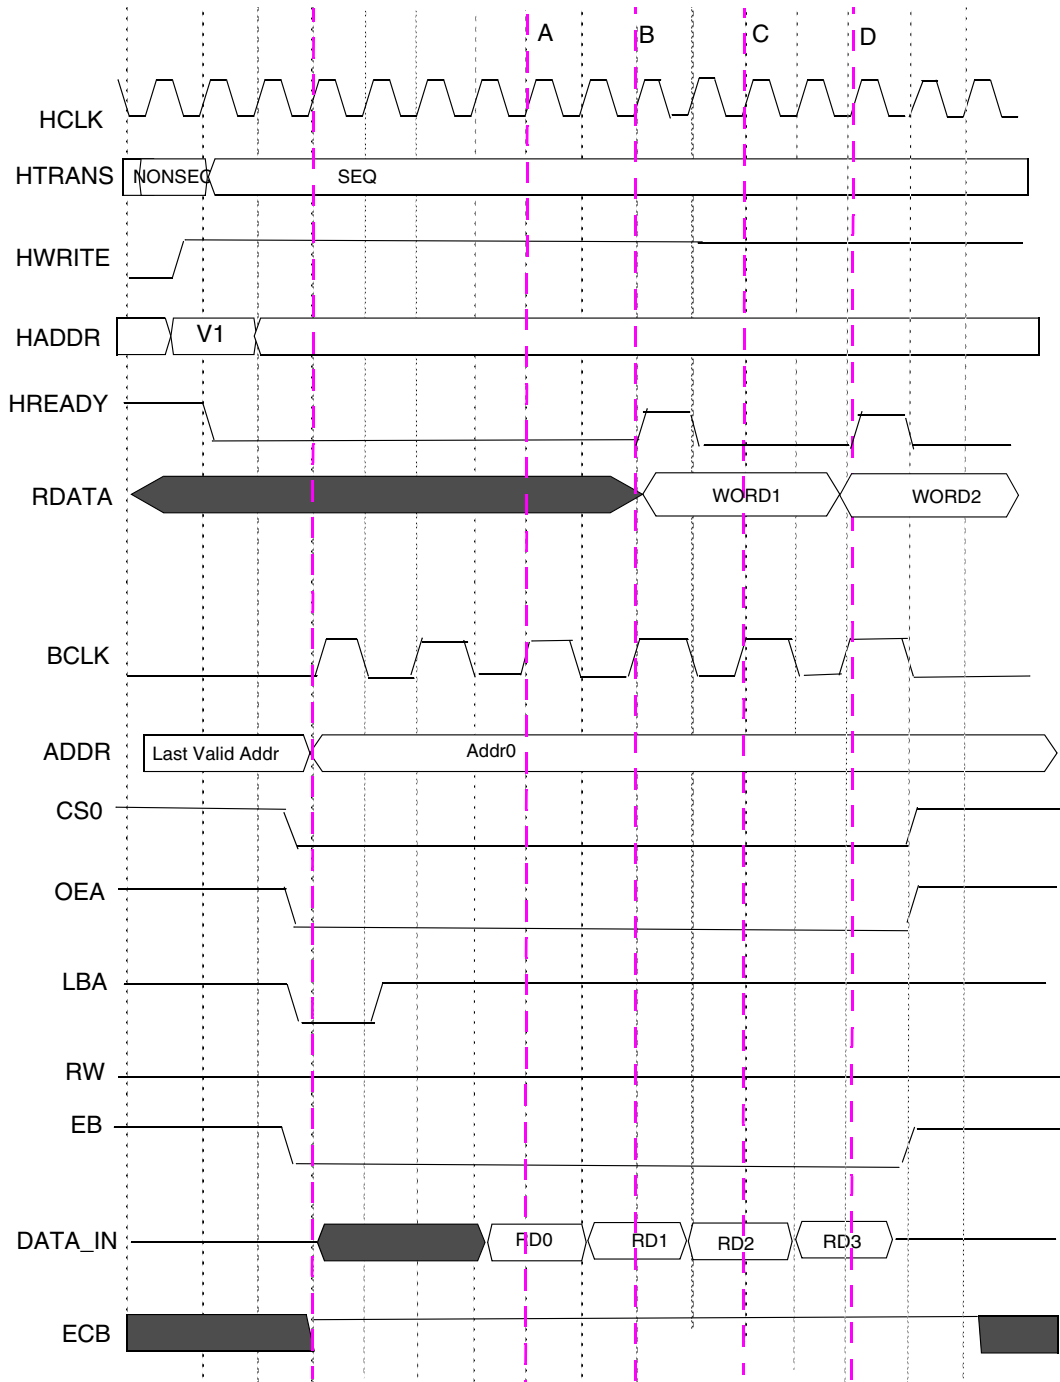 A B C D
HCLK
HTRANS NONSEQ SEQ
HWRITE
HADDR V1
HREADY
RDATA WORD1 WORD2
BCLK
ADDR Last Valid Addr Addr0
CS0
OEA
LBA
RW
EB
DATA_IN RD0 RD1 RD2 RD3
ECB